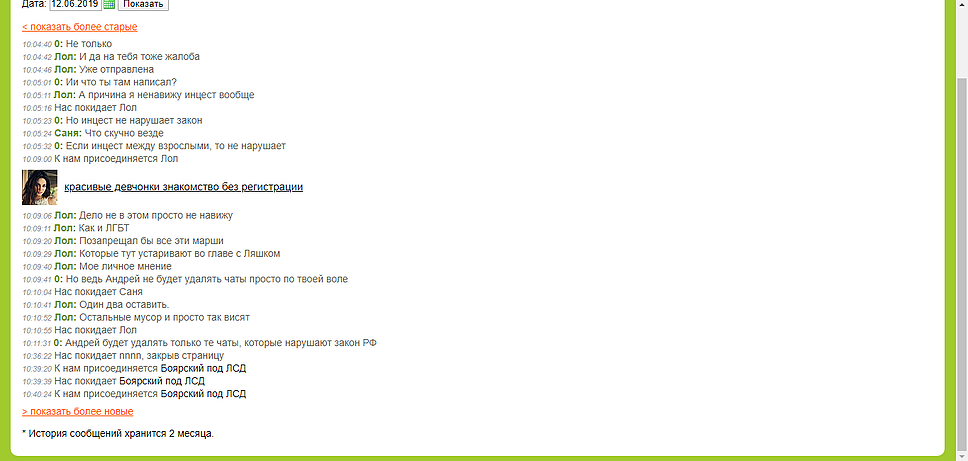 Дата: 12.06.2019 Показать
< показать более старые
10:04:40 0: Не только
10:04:42 Лол: И да на тебя тоже жалоба
10:04:46 Лол: Уже отправлена
10:05:01 0: Ии что ты там написал?
10:05:11 Лол: А причина я ненавижу инцест вообще
10:05:16 Нас покидает Лол
10:05:23 0: Но инцест не нарушает закон
10:05:24 Саня: Что скучно везде
10:05:32 0: Если инцест между взрослыми, то не нарушает
10:09:00 К нам присоединяется Лол
красивые девчонки знакомство без регистрации
10:09:06 Лол: Дело не в этом просто не навижу
10:09:11 Лол: Как и ЛГБТ
10:09:20 Лол: Позапрещал бы все эти марши
10:09:29 Лол: Которые тут устаривают во главе с Ляшком
10:09:40 Лол: Мое личное мнение
10:09:41 0: Но ведь Андрей не будет удалять чаты просто по твоей воле
10:10:04 Нас покидает Саня
10:10:41 Лол: Один два оставить.
10:10:52 Лол: Остальные мусор и просто так висят
10:10:55 Нас покидает Лол
10:11:31 0: Андрей будет удалять только те чаты, которые нарушают закон РФ
10:36:22 Нас покидает nnnn, закрыв страницу
10:39:20 К нам присоединяется Боярский под ЛСД
10:39:39 Нас покидает Боярский под ЛСД
10:40:24 К нам присоединяется Боярский под ЛСД
> показать более новые
* История сообщений хранится 2 месяца.